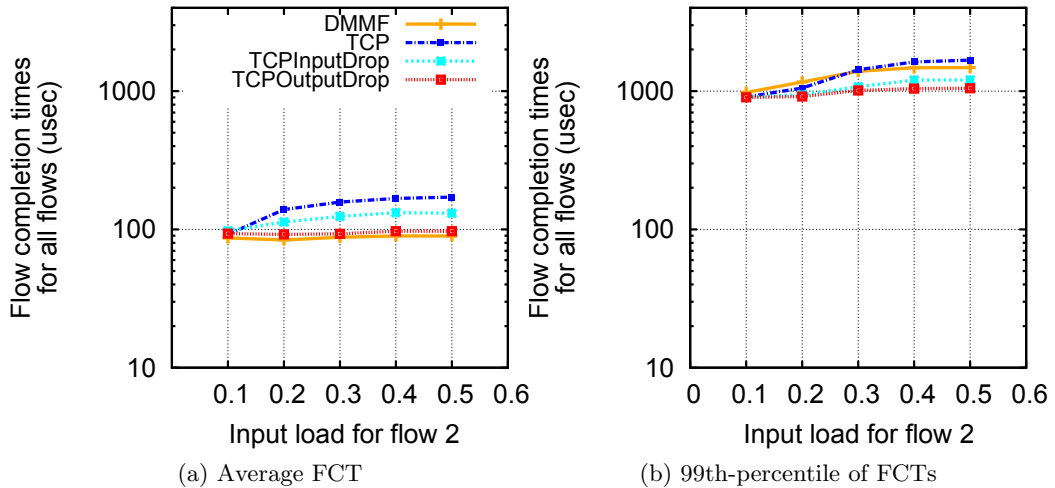 Flow completion times
for all flows (usec)
1000
100
10
DMMF
TCP
TCPInputDrop
TCPOutputDrop
0.1 0.2 0.3 0.4 0.5 0.6
Input load for flow 2
(a) Average FCT
Flow completion times
for all flows (usec)
1000
100
10
0 0.1 0.2 0.3 0.4 0.5 0.6
Input load for flow 2
(b) 99th-percentile of FCTs